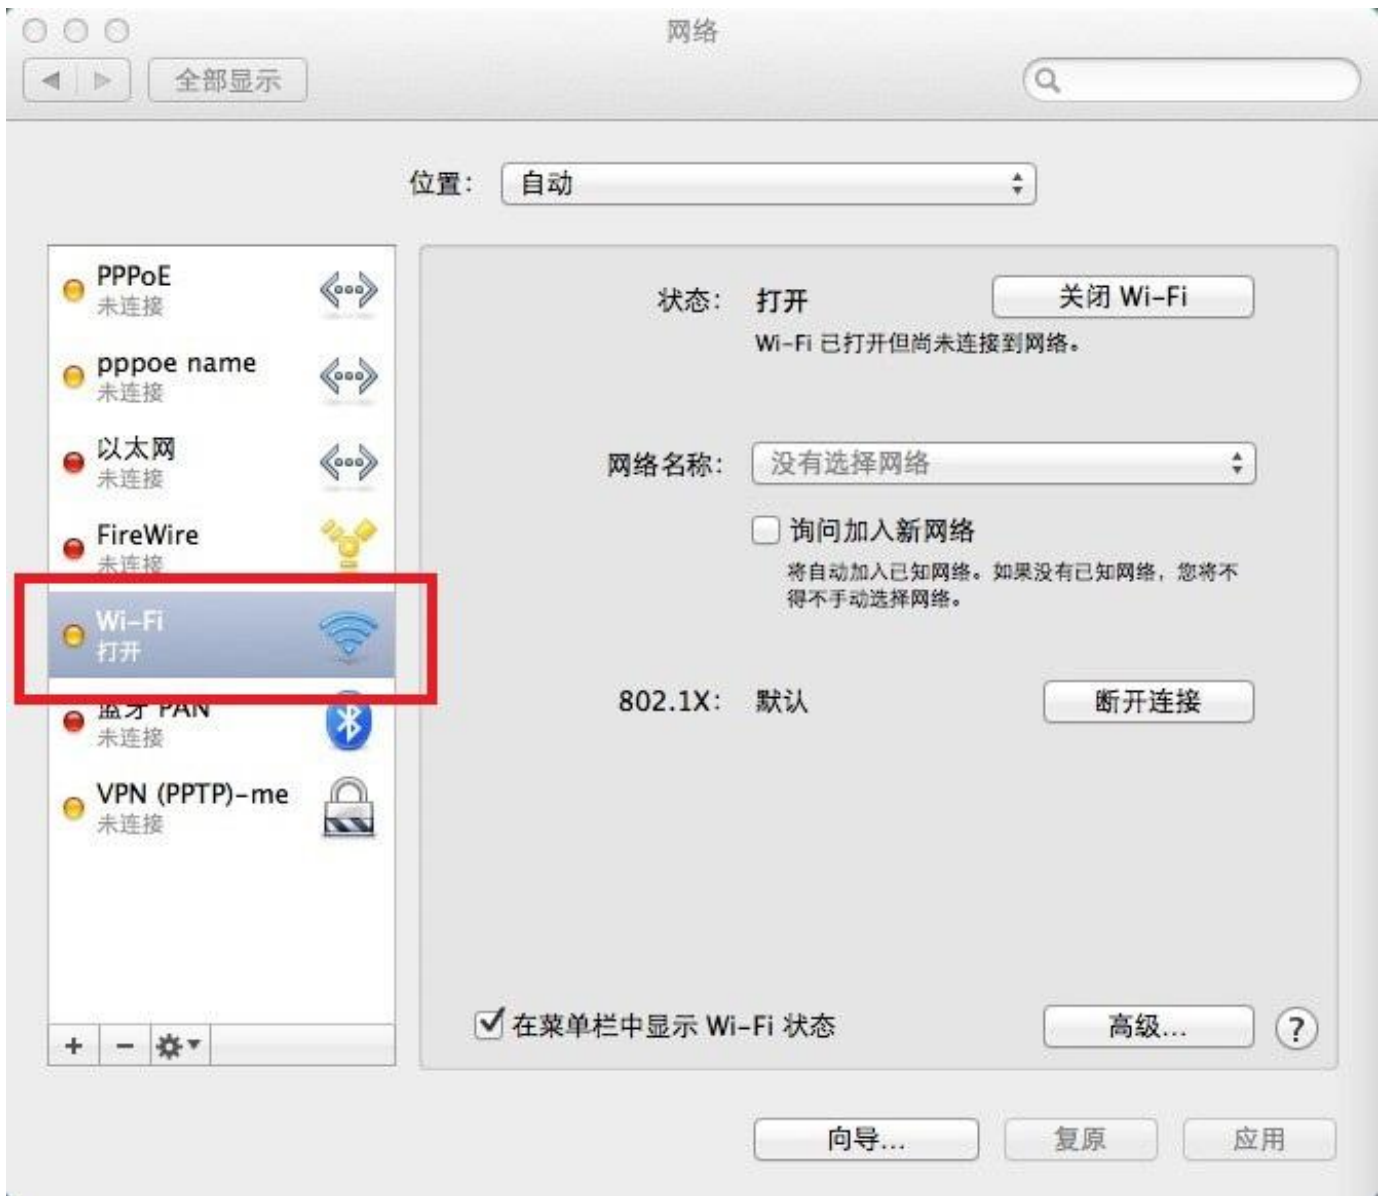 网络
全部显示
位置： 自动
PPPoE
未连接
pppoe name
未连接
以太网
未连接
FireWire
未连接
Wi-Fi
打开
蓝牙 PAN
未连接
VPN (PPTP)-me
未连接
状态： 打开 关闭 Wi-Fi
Wi-Fi 已打开但尚未连接到网络。
网络名称： 没有选择网络
询问加入新网络
将自动加入已知网络。如果没有已知网络，您将不
得不手动选择网络。
802.1X： 默认 断开连接
在菜单栏中显示 Wi-Fi 状态 高级... ?
向导... 复原 应用